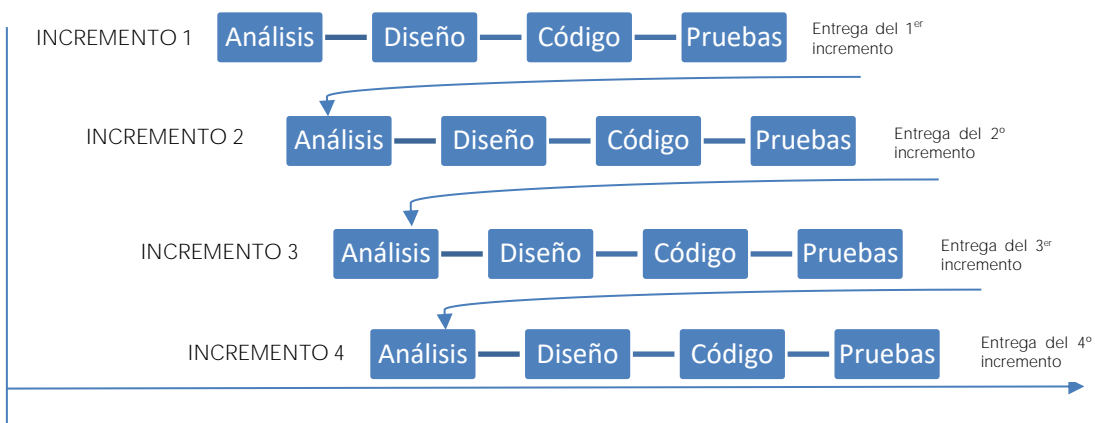 INCREMENTO 1 Análisis Diseño Código Pruebas Entrega del 1er
incremento
INCREMENTO 2 Análisis Diseño Código Pruebas Entrega del 2º
incremento
INCREMENTO 3 Análisis Diseño Código Pruebas Entrega del 3er
incremento
INCREMENTO 4 Análisis Diseño Código Pruebas Entrega del 4º
incremento